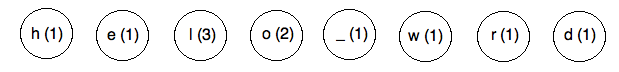 h (1) e (1) l (3) o (2) _ (1) w (1) r (1) d (1)